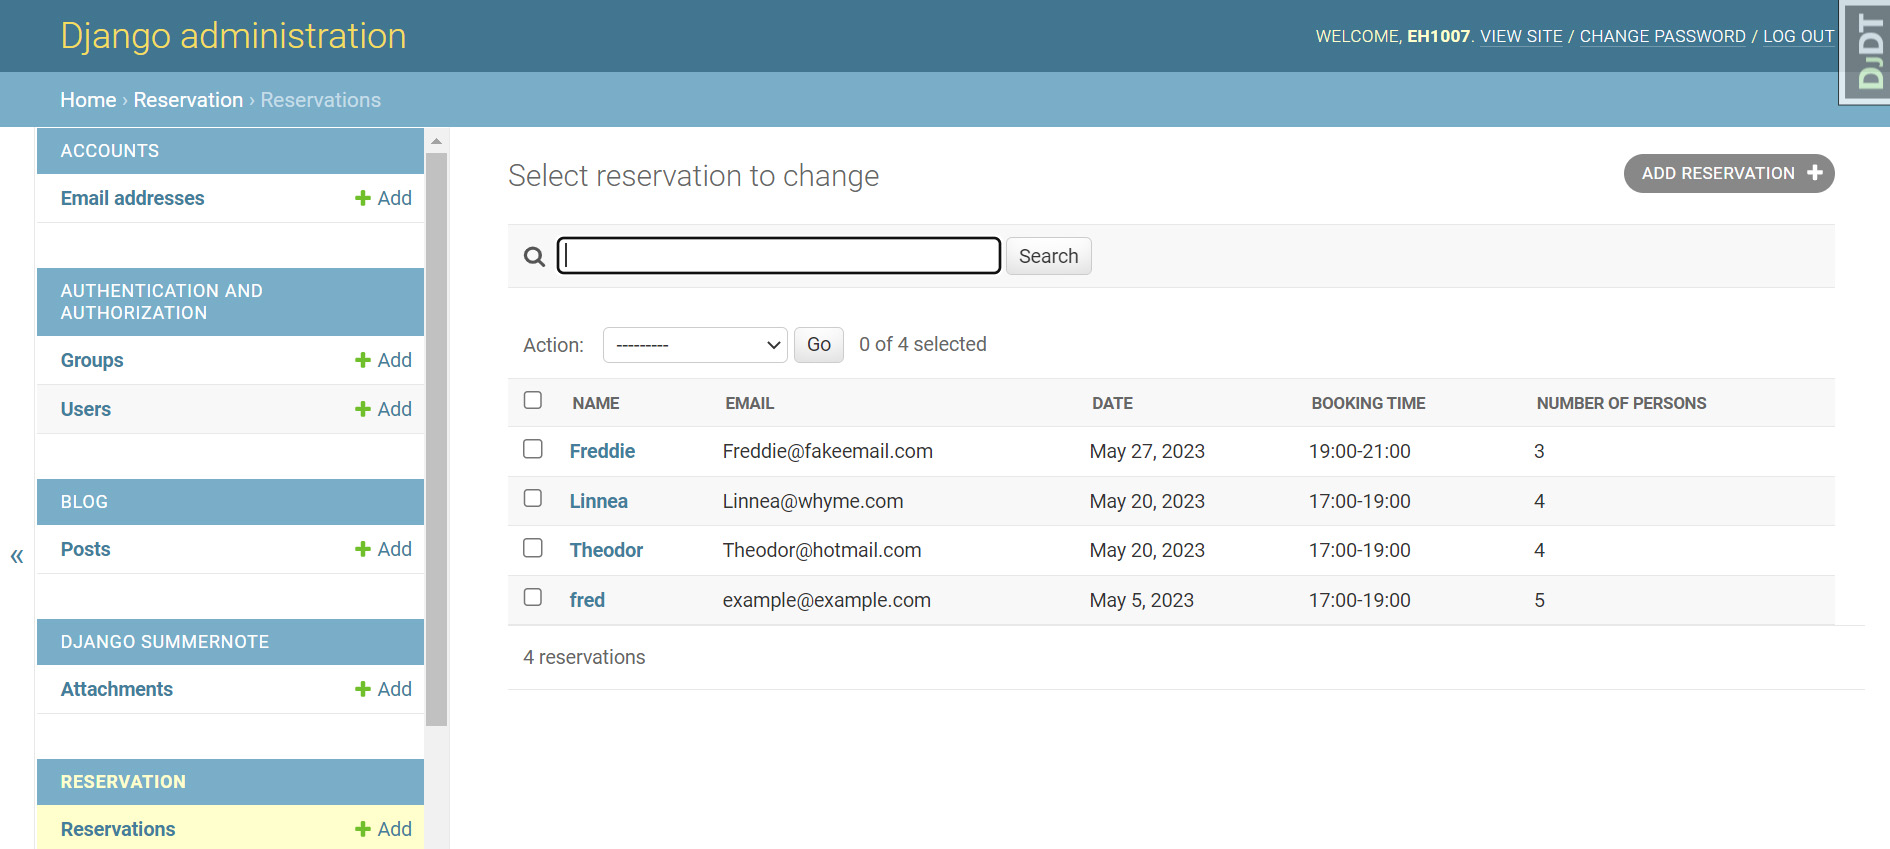 Django administration
WELCOME, EH1007. VIEW SITE / CHANGE PASSWORD / LOG OUT
DjDT
Home › Reservation › Reservations
ACCOUNTS
Email addresses Add
AUTHENTICATION AND
AUTHORIZATION
Groups Add
Users Add
BLOG
Posts Add
DJANGO SUMMERNOTE
Attachments Add
RESERVATION
Reservations Add
«
Select reservation to change
ADD RESERVATION
Search
Action: --------- Go 0 of 4 selected
NAME EMAIL DATE BOOKING TIME NUMBER OF PERSONS
Freddie Freddie@fakeemail.com May 27, 2023 19:00-21:00 3
Linnea Linnea@whyme.com May 20, 2023 17:00-19:00 4
Theodor Theodor@hotmail.com May 20, 2023 17:00-19:00 4
fred example@example.com May 5, 2023 17:00-19:00 5
4 reservations